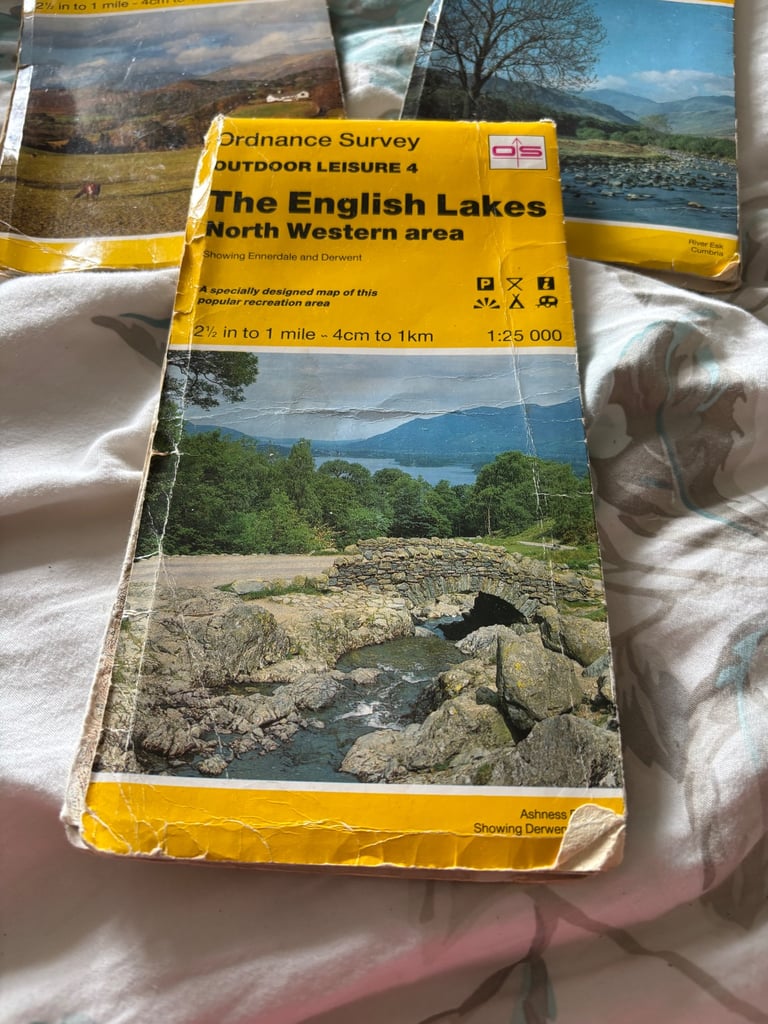 2½ in to 1 mile ~ 4cm to
Ordnance Survey
OS
OUTDOOR LEISURE 4
The English Lakes
North Western area
Showing Ennerdale and Derwent
A specially designed map of this
popular recreation area
P i
2½ in to 1 mile ~ 4cm to 1km 1:25 000
River Esk
Cumbria
Ashness
Showing Derwen